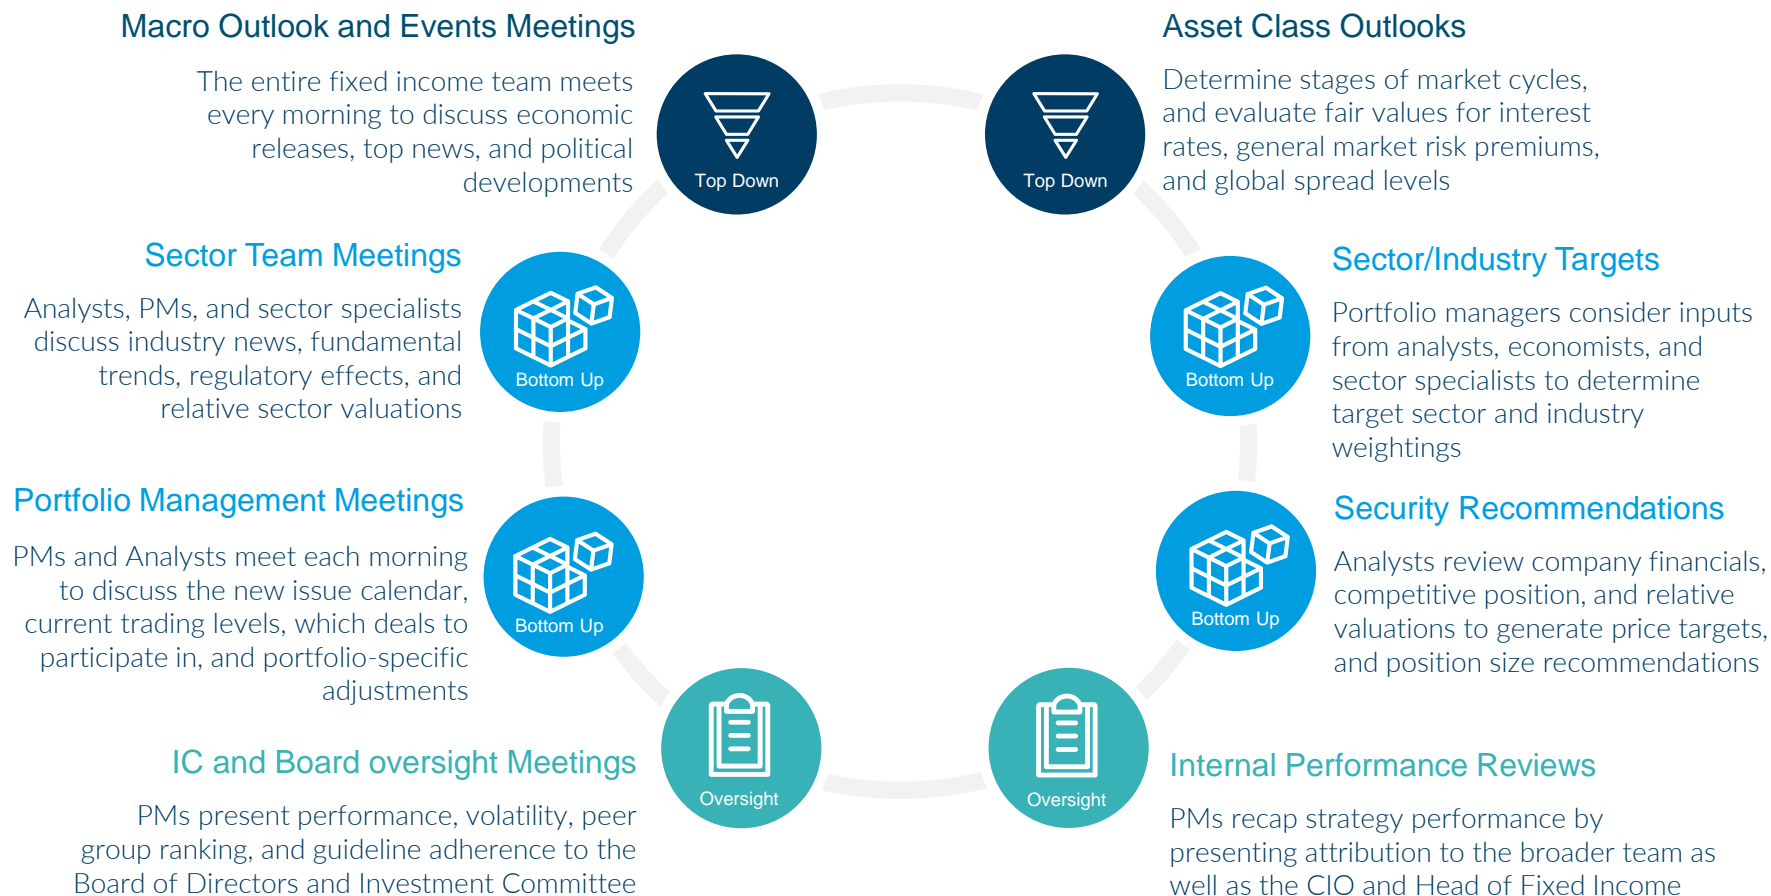 Macro Outlook and Events Meetings
The entire fixed income team meets
every morning to discuss economic
releases, top news, and political
developments
Top Down
Asset Class Outlooks
Determine stages of market cycles,
and evaluate fair values for interest
rates, general market risk premiums,
and global spread levels
Top Down
Sector Team Meetings
Analysts, PMs, and sector specialists
discuss industry news, fundamental
trends, regulatory effects, and
relative sector valuations
Bottom Up
Sector/Industry Targets
Portfolio managers consider inputs
from analysts, economists, and
sector specialists to determine
target sector and industry
weightings
Bottom Up
Portfolio Management Meetings
PMs and Analysts meet each morning
to discuss the new issue calendar,
current trading levels, which deals to
participate in, and portfolio-specific
adjustments
Bottom Up
Security Recommendations
Analysts review company financials,
competitive position, and relative
valuations to generate price targets,
and position size recommendations
Bottom Up
IC and Board oversight Meetings
PMs present performance, volatility, peer
group ranking, and guideline adherence to the
Board of Directors and Investment Committee
Oversight
Internal Performance Reviews
PMs recap strategy performance by
presenting attribution to the broader team as
well as the CIO and Head of Fixed Income
Oversight